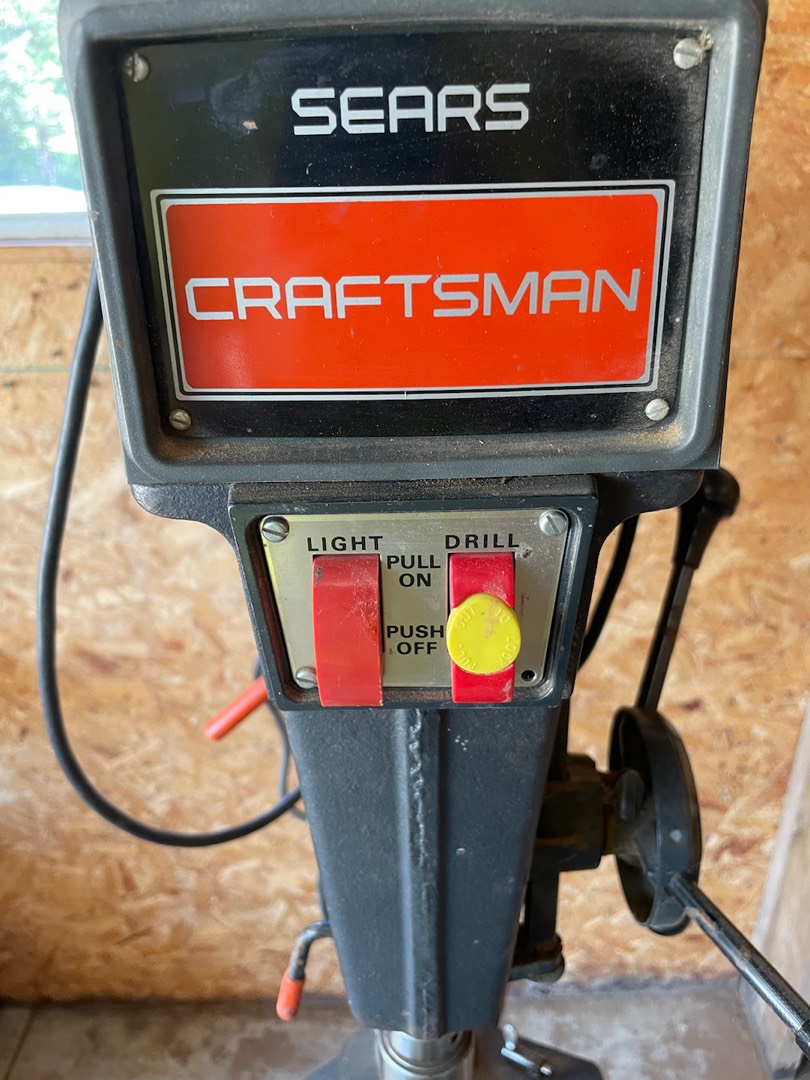 SEARS
CRAFTSMAN
LIGHT DRILL
PULL
ON
PUSH
OFF